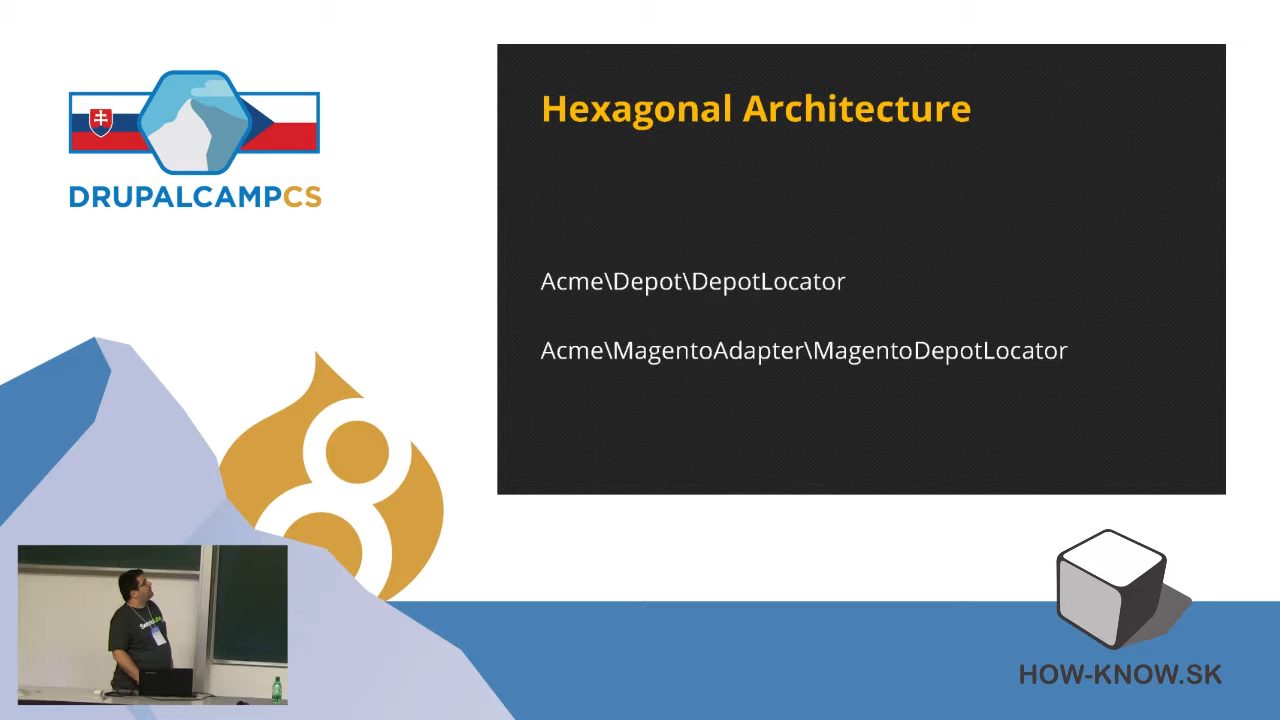 DRUPALCAMPCS
Hexagonal Architecture
Acme\Depot\DepotLocator
Acme\MagentoAdapter\MagentoDepotLocator
HOW-KNOW.SK